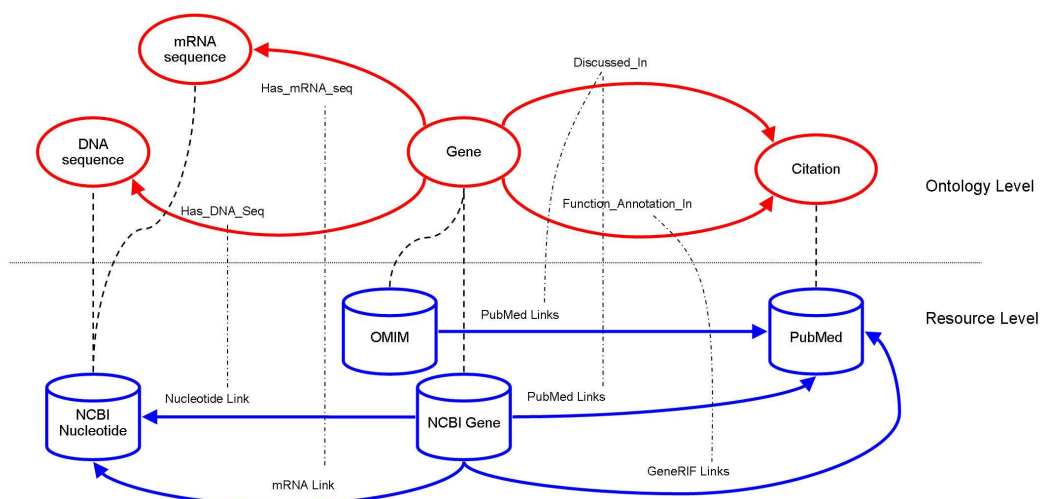 mRNA
sequence
Discussed_In
Has_mRNA_seq
DNA
sequence
Gene
Citation
Ontology Level
Has_DNA_Seq
Function_Annotation_In
PubMed Links
Resource Level
OMIM
PubMed
Nucleotide Link
PubMed Links
NCBI
Nucleotide
NCBI Gene
GeneRIF Links
mRNA Link